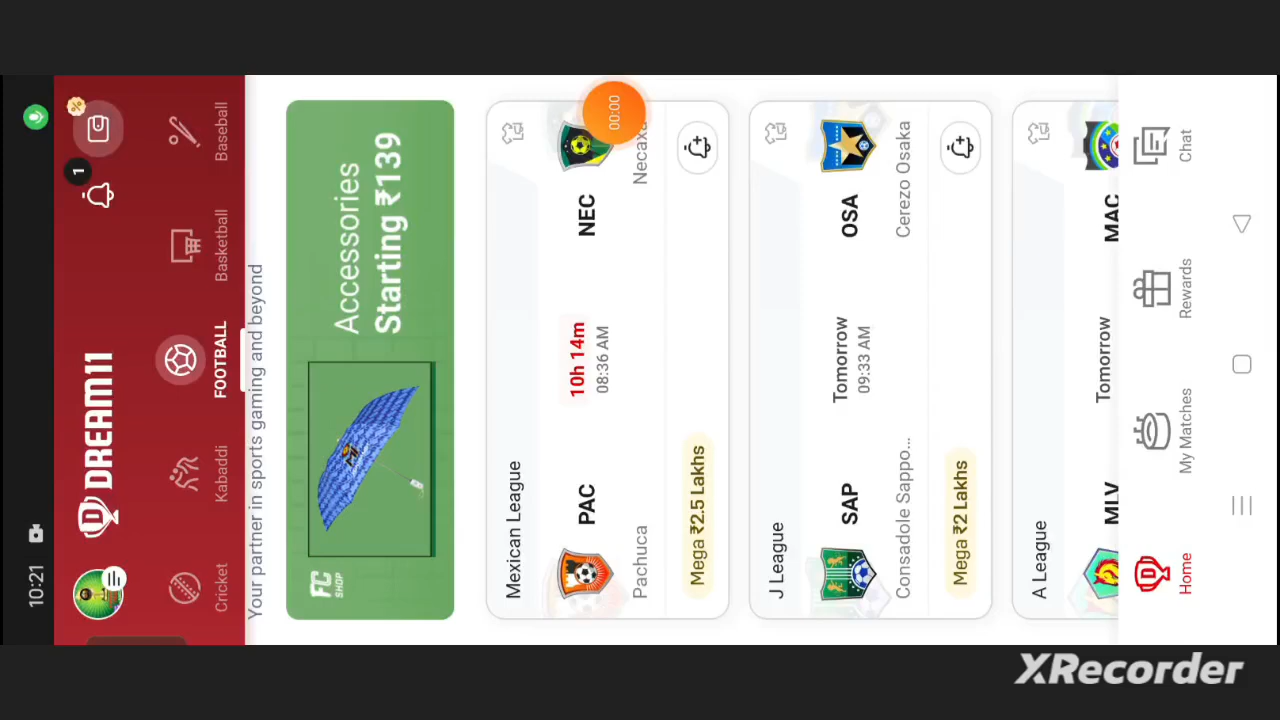 10:21
DREAM11
%
1
Cricket
Kabaddi
FOOTBALL
Basketball
Baseball
Your partner in sports gaming and beyond
FC
SHOP
Accessories
Starting ₹139
00:00
Mexican League
PAC
10h 14m
NEC
Pachuca
08:36 AM
Necaxa
Mega ₹2.5 Lakhs
J League
SAP
Tomorrow
OSA
Consadole Sappo...
09:33 AM
Cerezo Osaka
Mega ₹2 Lakhs
A League
MLV
Tomorrow
MAC
Home
My Matches
Rewards
Chat
XRecorder